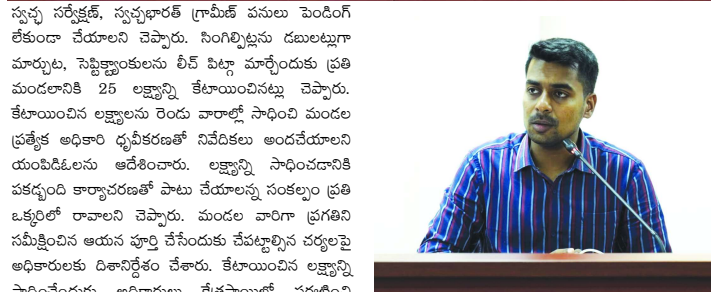 స్వచ్ఛ సర్వేక్షణ్, స్వచ్ఛభారత్ గ్రామీణ్ పనులు పెండింగ్
లేకుండా చేయాలని చెప్పారు. సింగిల్పిట్లను డబులట్లుగా
మార్చుట, సెప్టిక్ట్యాంకులను లీచ్ పిట్గా మార్చేందుకు ప్రతి
మండలానికి 25 లక్ష్యాన్ని కేటాయించినట్లు చెప్పారు.
కేటాయించిన లక్ష్యాలను రెండు వారాల్లో సాధించి మండల
ప్రత్యేక అధికారి ధృవీకరణతో నివేదికలు అందచేయాలని
యంపిడిఓలను ఆదేశించారు. లక్ష్యాన్ని సాధించడానికి
పకడ్బంది కార్యాచరణతో పాటు చేయాలన్న సంకల్పం ప్రతి
ఒక్కరిలో రావాలని చెప్పారు. మండల వారిగా ప్రగతిని
సమీక్షించిన ఆయన పూర్తి చేసేందుకు చేపట్టాల్సిన చర్యలపై
అధికారులకు దిశానిర్దేశం చేశారు. కేటాయించిన లక్ష్యాన్ని